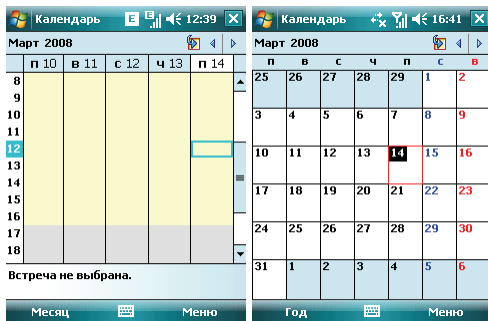 Календарь E E 12:39
Март 2008
п 10 в 11 с 12 ч 13 п 14
8
9
10
11
12
13
14
15
16
17
18
Встреча не выбрана.
Месяц Меню
Календарь 16:41
Март 2008
п в с ч п с в
25 26 27 28 29 1 2
3 4 5 6 7 8 9
10 11 12 13 14 15 16
17 18 19 20 21 22 23
24 25 26 27 28 29 30
31 1 2 3 4 5 6
Год Меню